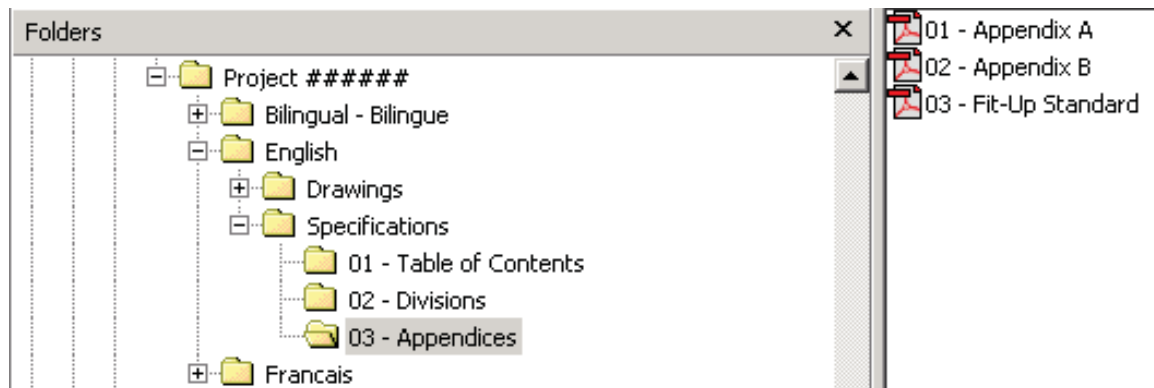 Folders
Project ######
Bilingual - Bilingue
English
Drawings
Specifications
01 - Table of Contents
02 - Divisions
03 - Appendices
Francais
01 - Appendix A
02 - Appendix B
03 - Fit-Up Standard